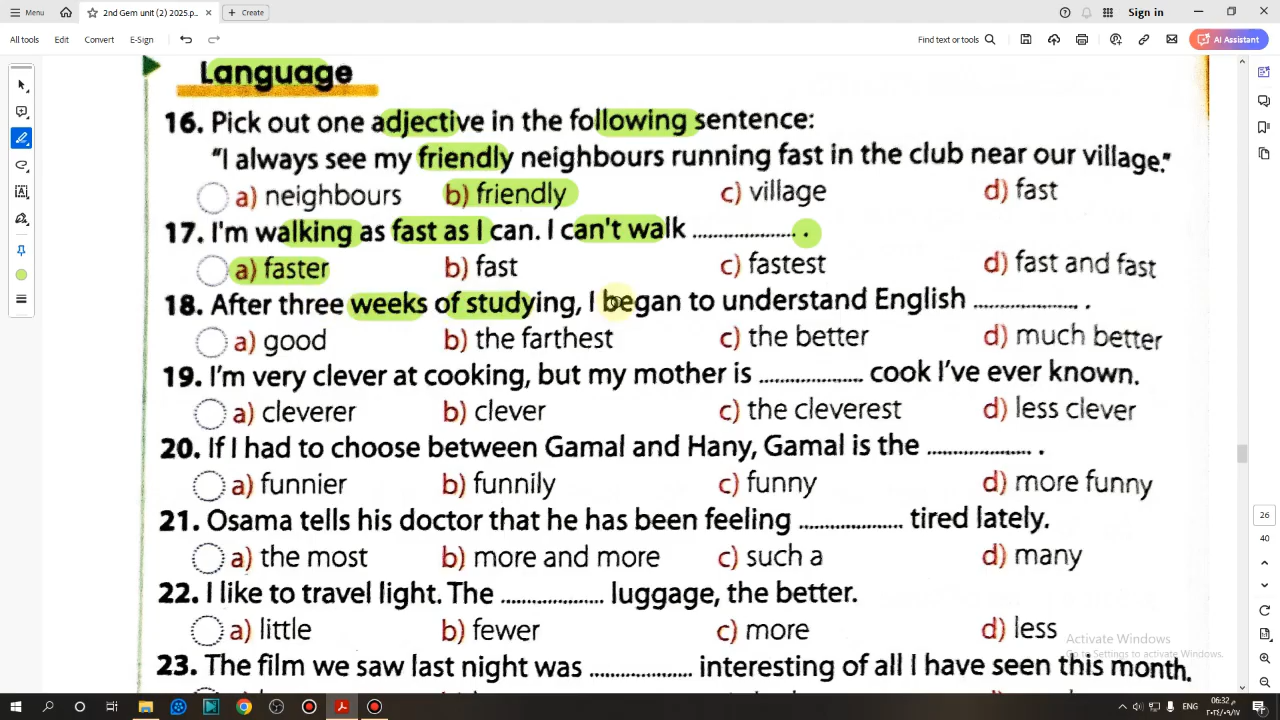 Menu 2nd Gem unit (2) 2025.p... × + Create Sign in
All tools Edit Convert E-Sign Find text or tools AI Assistant
Language
16. Pick out one adjective in the following sentence:
"I always see my friendly neighbours running fast in the club near our village."
a) neighbours b) friendly c) village d) fast
17. I'm walking as fast as I can. I can't walk .................... .
a) faster b) fast c) fastest d) fast and fast
18. After three weeks of studying, I began to understand English .................... .
a) good b) the farthest c) the better d) much better
19. I'm very clever at cooking, but my mother is .................... cook I've ever known.
a) cleverer b) clever c) the cleverest d) less clever
20. If I had to choose between Gamal and Hany, Gamal is the .................... .
a) funnier b) funnily c) funny d) more funny
21. Osama tells his doctor that he has been feeling .................... tired lately.
a) the most b) more and more c) such a d) many
22. I like to travel light. The .................... luggage, the better.
a) little b) fewer c) more d) less
23. The film we saw last night was .................... interesting of all I have seen this month.
26
40
Activate Windows
Go to Settings to activate Windows.
ENG 06:32 م